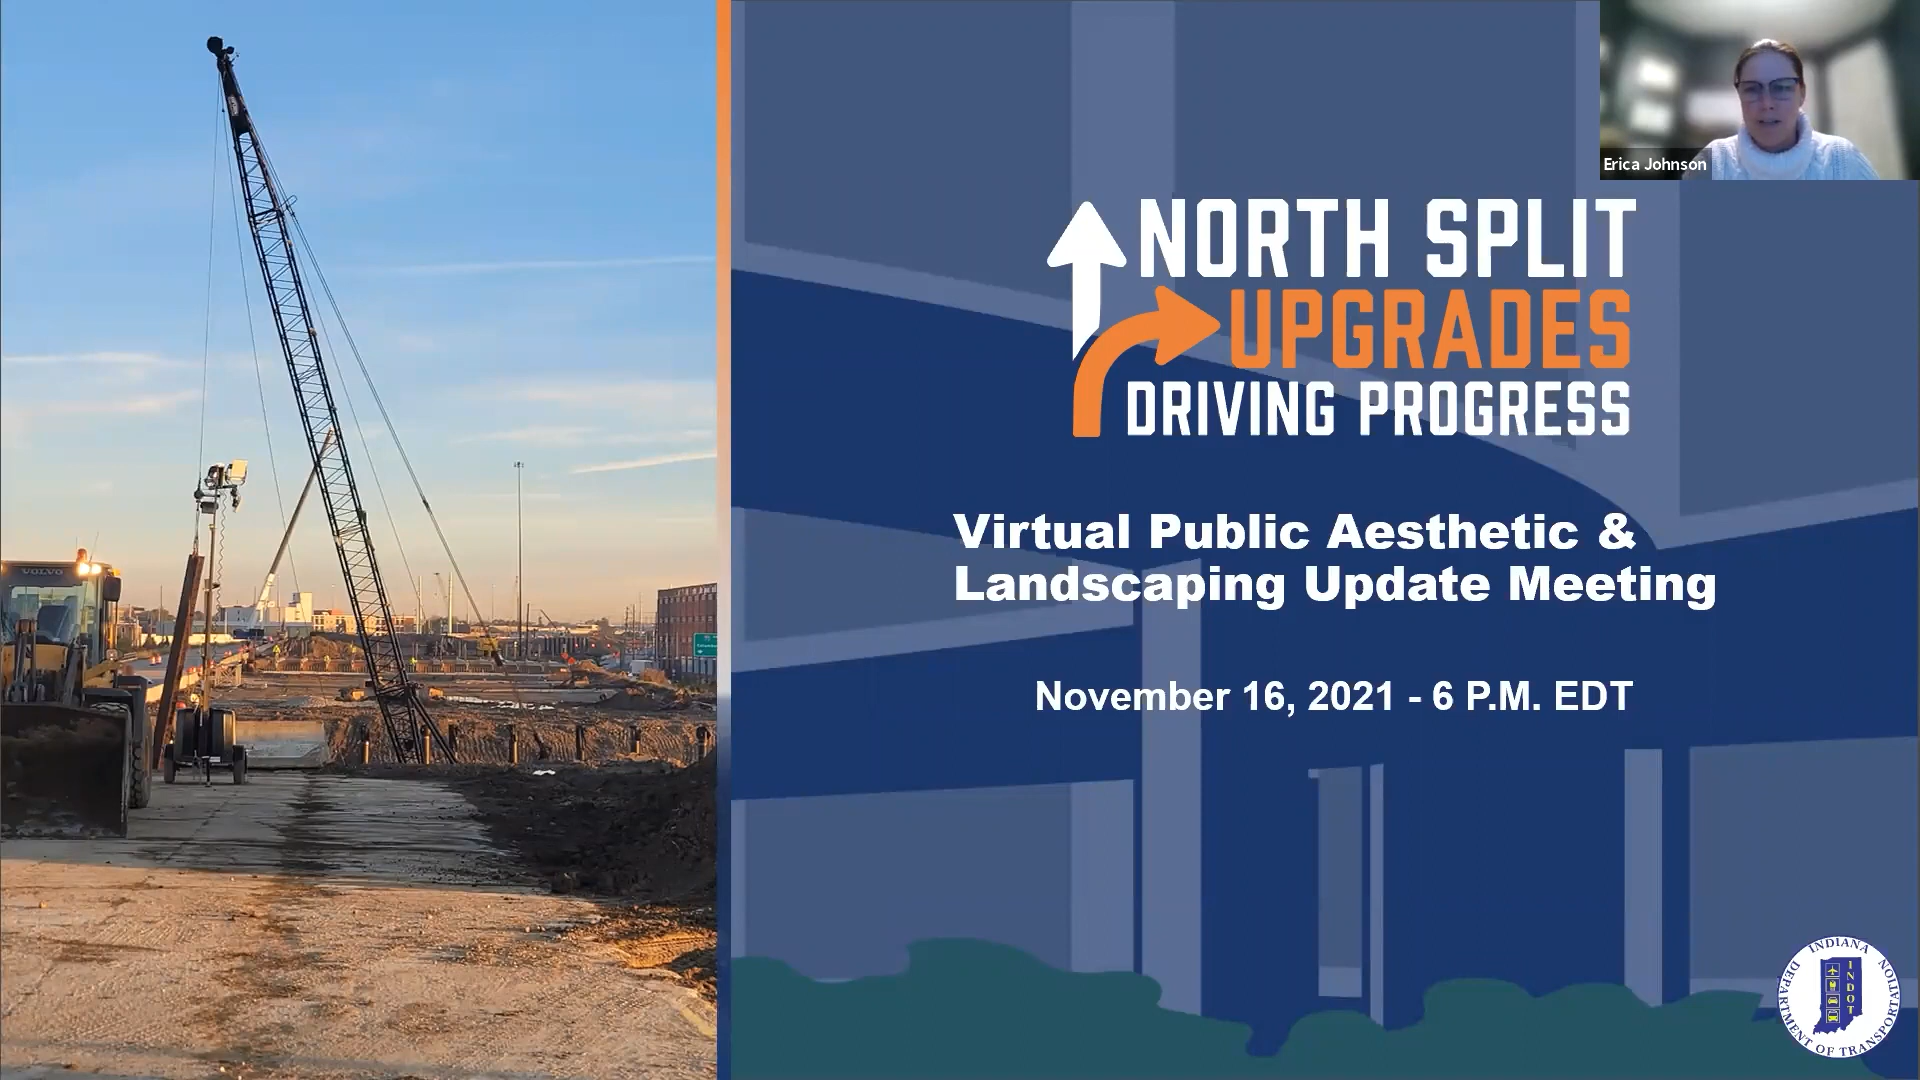 VOLVO
Erica Johnson
NORTH SPLIT
UPGRADES
DRIVING PROGRESS
Virtual Public Aesthetic &
Landscaping Update Meeting
November 16, 2021 - 6 P.M. EDT
INDIANA
DEPARTMENT OF TRANSPORTATION
INDOT